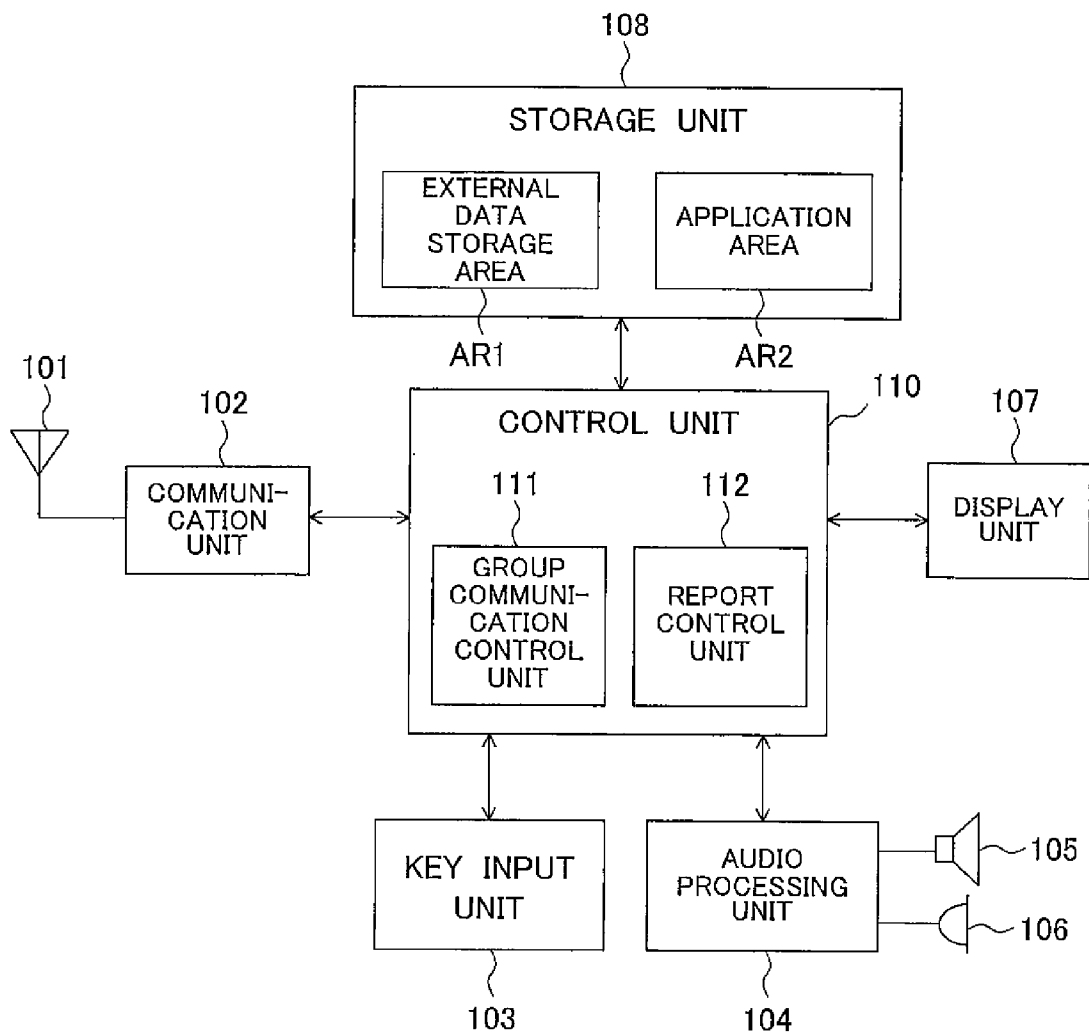 108
STORAGE UNIT
EXTERNAL
DATA
STORAGE
AREA
APPLICATION
AREA
AR1
AR2
101
102
COMMUNI-
CATION
UNIT
CONTROL UNIT
110
111
GROUP
COMMUNI-
CATION
CONTROL
UNIT
112
REPORT
CONTROL
UNIT
107
DISPLAY
UNIT
KEY INPUT
UNIT
103
AUDIO
PROCESSING
UNIT
104
105
106